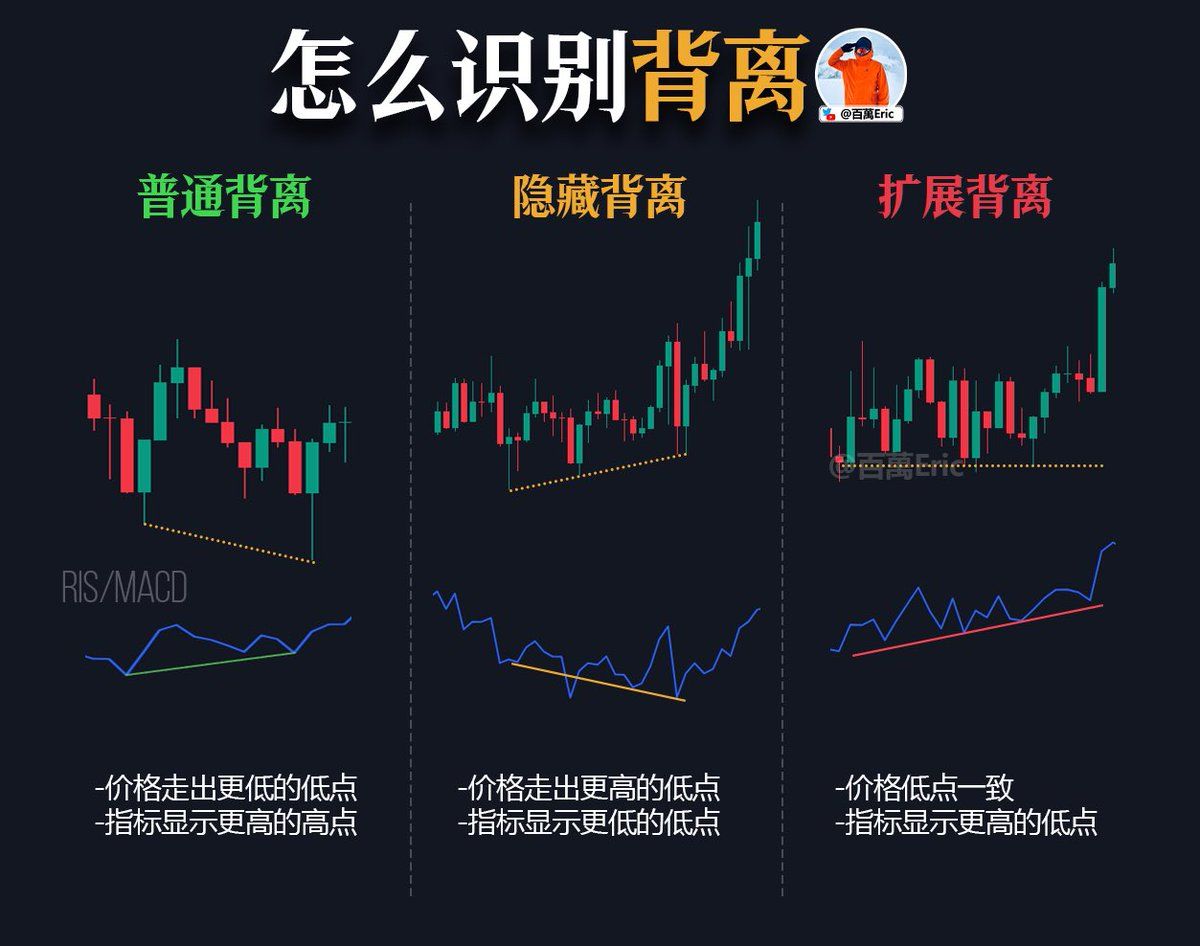 怎么识别背离
@百萬Eric
普通背离
隐藏背离
扩展背离
@百萬Eric
RIS/MACD
-价格走出更低的低点
-指标显示更高的高点
-价格走出更高的低点
-指标显示更低的低点
-价格低点一致
-指标显示更高的低点